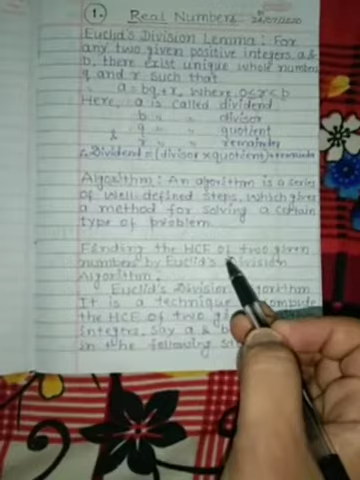 1. Real Numbers:
Euclid's Division Lemma: For
any two given positive integers, a &
b, there exist unique whole numbers
q and r such that
a = bq + r, where 0≤r<b
Here, a is called dividend
b " " divisor
q " " quotient
& r " " remainder
∴ Dividend = (divisor × quotient) + remainder
Algorithm: An algorithm is a series
of well-defined steps, which gives
a method for solving a certain
type of problem.
Finding the HCF of two given
numbers by Euclid's Division
Algorithm:
Euclid's Division
It is a technique
the HCF of two
integers, say a & b
in the following